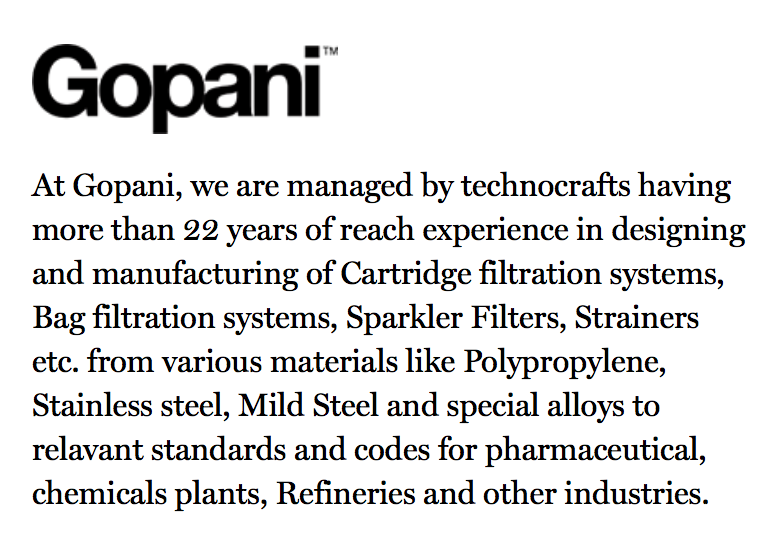 Gopani™
At Gopani, we are managed by technocrafts having
more than 22 years of reach experience in designing
and manufacturing of Cartridge filtration systems,
Bag filtration systems, Sparkler Filters, Strainers
etc. from various materials like Polypropylene,
Stainless steel, Mild Steel and special alloys to
relavant standards and codes for pharmaceutical,
chemicals plants, Refineries and other industries.